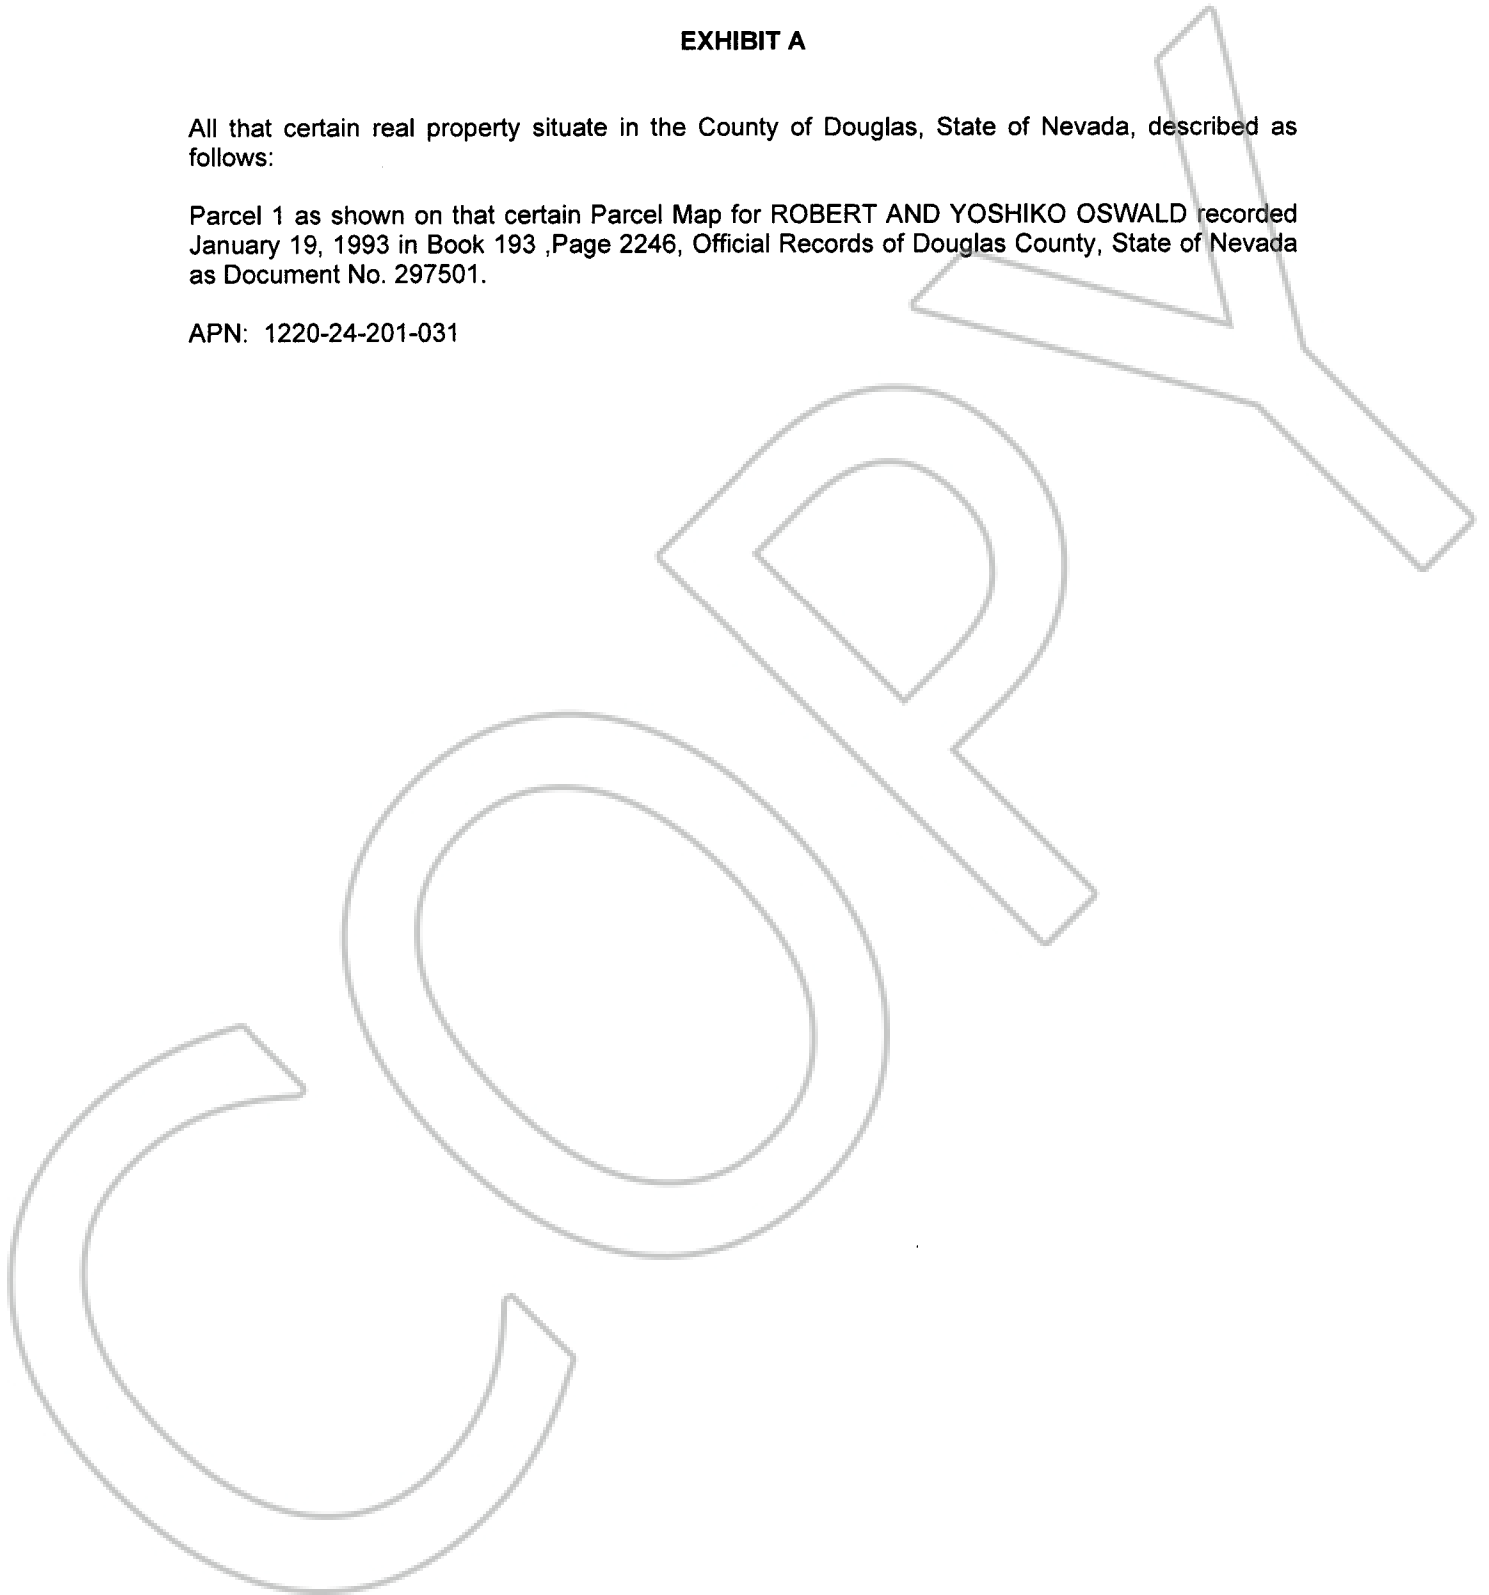 EXHIBIT A
All that certain real property situate in the County of Douglas, State of Nevada, described as
follows:
Parcel 1 as shown on that certain Parcel Map for ROBERT AND YOSHIKO OSWALD recorded
January 19, 1993 in Book 193 ,Page 2246, Official Records of Douglas County, State of Nevada
as Document No. 297501.
APN:  1220-24-201-031
COPY